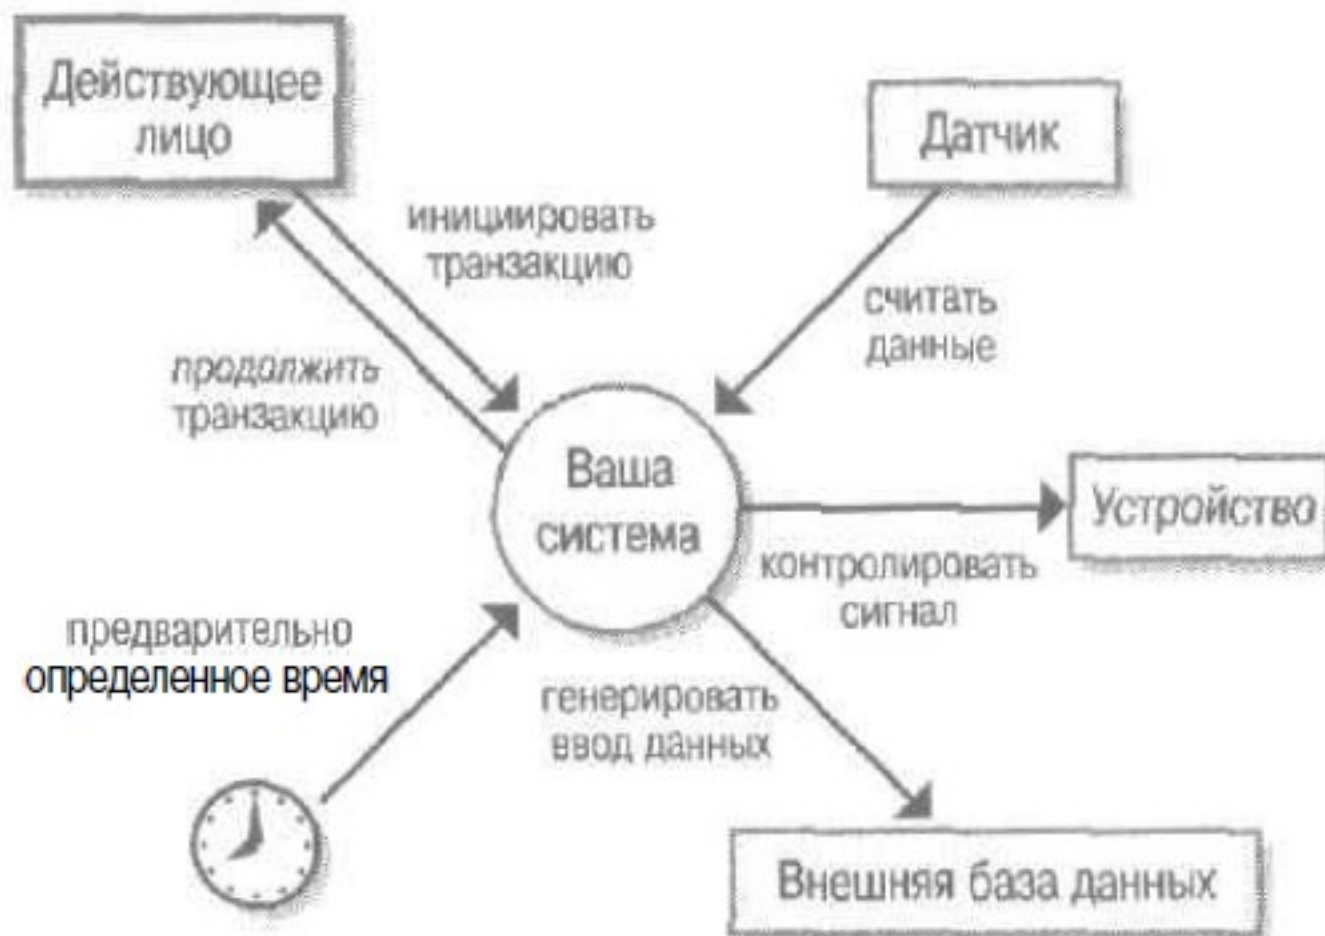 Действующее
лицо
Датчик
инициировать
транзакцию
считать
данные
продолжить
транзакцию
Ваша
система
Устройство
контролировать
сигнал
предварительно
определенное время
генерировать
ввод данных
Внешняя база данных